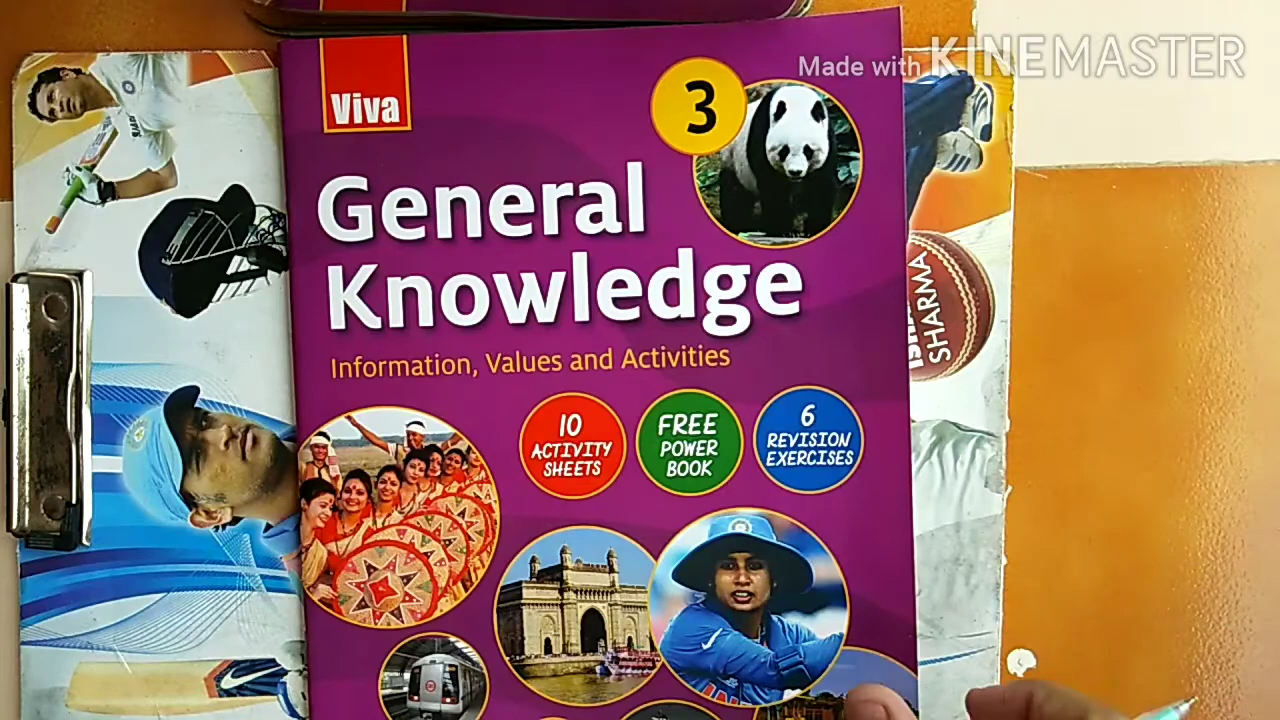 Made with KINEMASTER
Viva
3
General
Knowledge
Information, Values and Activities
10
ACTIVITY
SHEETS
FREE
POWER
BOOK
6
REVISION
EXERCISES
SHARMA